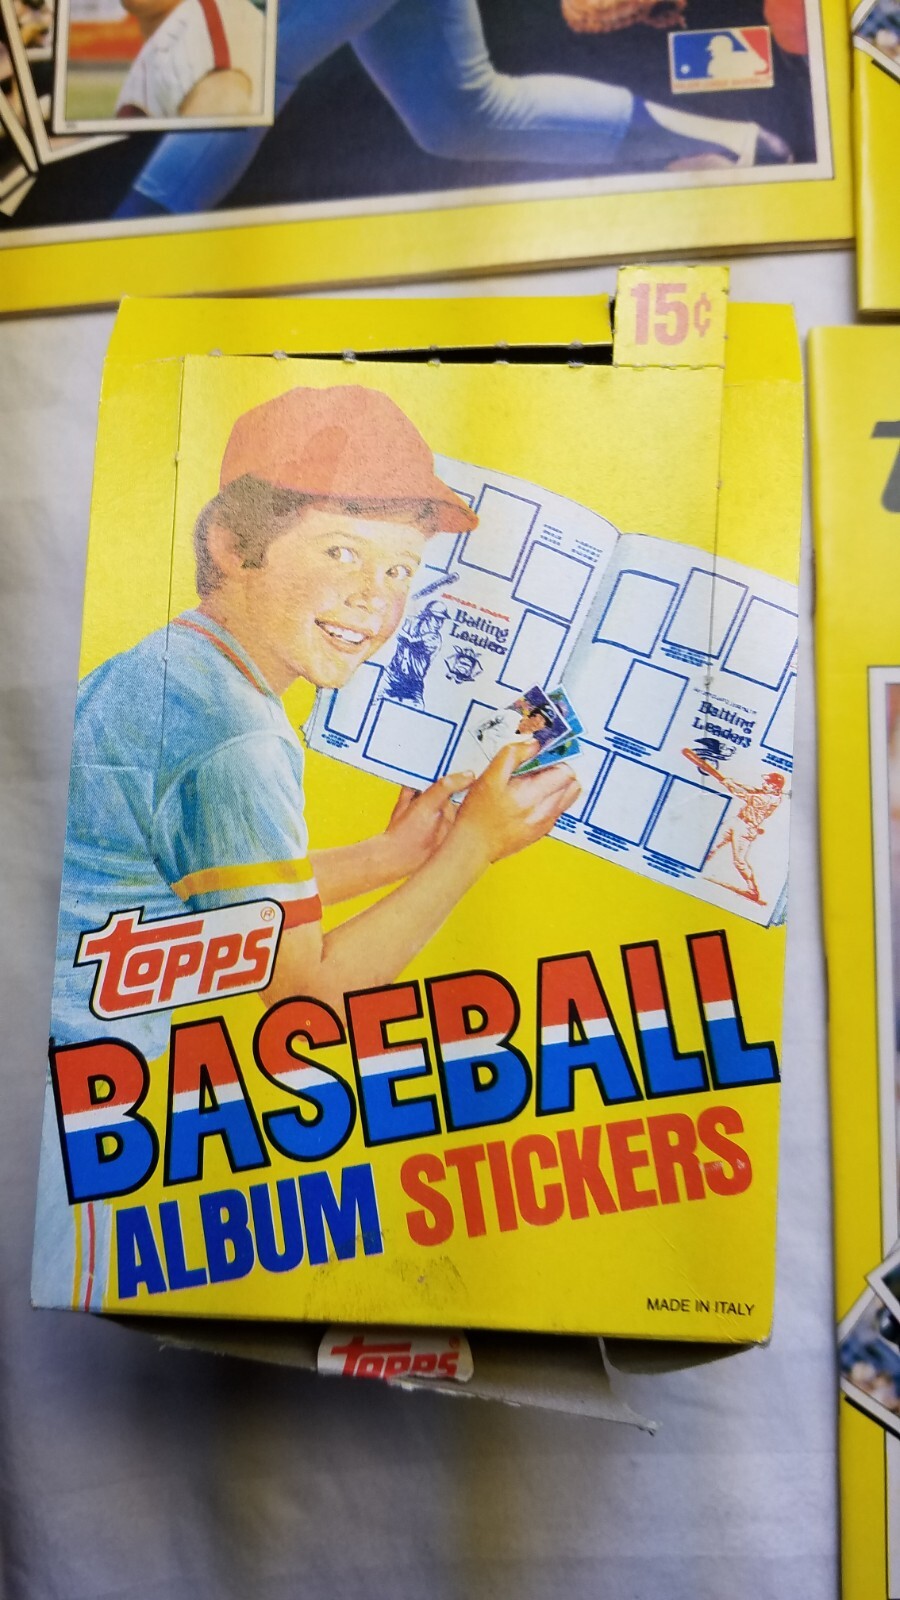 15¢
Batting
Leaders
Batting
Leaders
Topps®
BASEBALL
ALBUM STICKERS
MADE IN ITALY
Topps